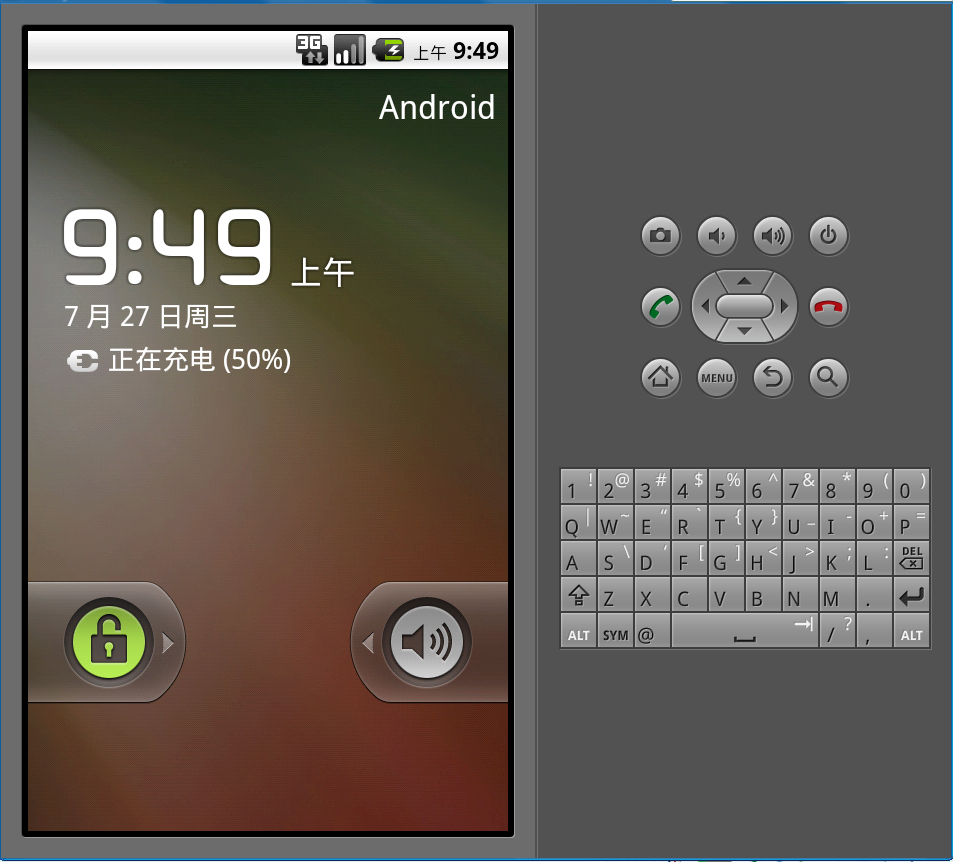 3G 上午 9:49
Android
9:49 上午
7 月 27 日周三
正在充电 (50%)
MENU
1 ! 2 @ 3 # 4 $ 5 % 6 ^ 7 & 8 * 9 ( 0 )
Q | W ~ E “ R ` T { Y } U _ I - O + P =
A S \ D ‘ F [ G ] H < J > K ; L : DEL
Z X C V B N M .
ALT SYM @ / ? , ALT